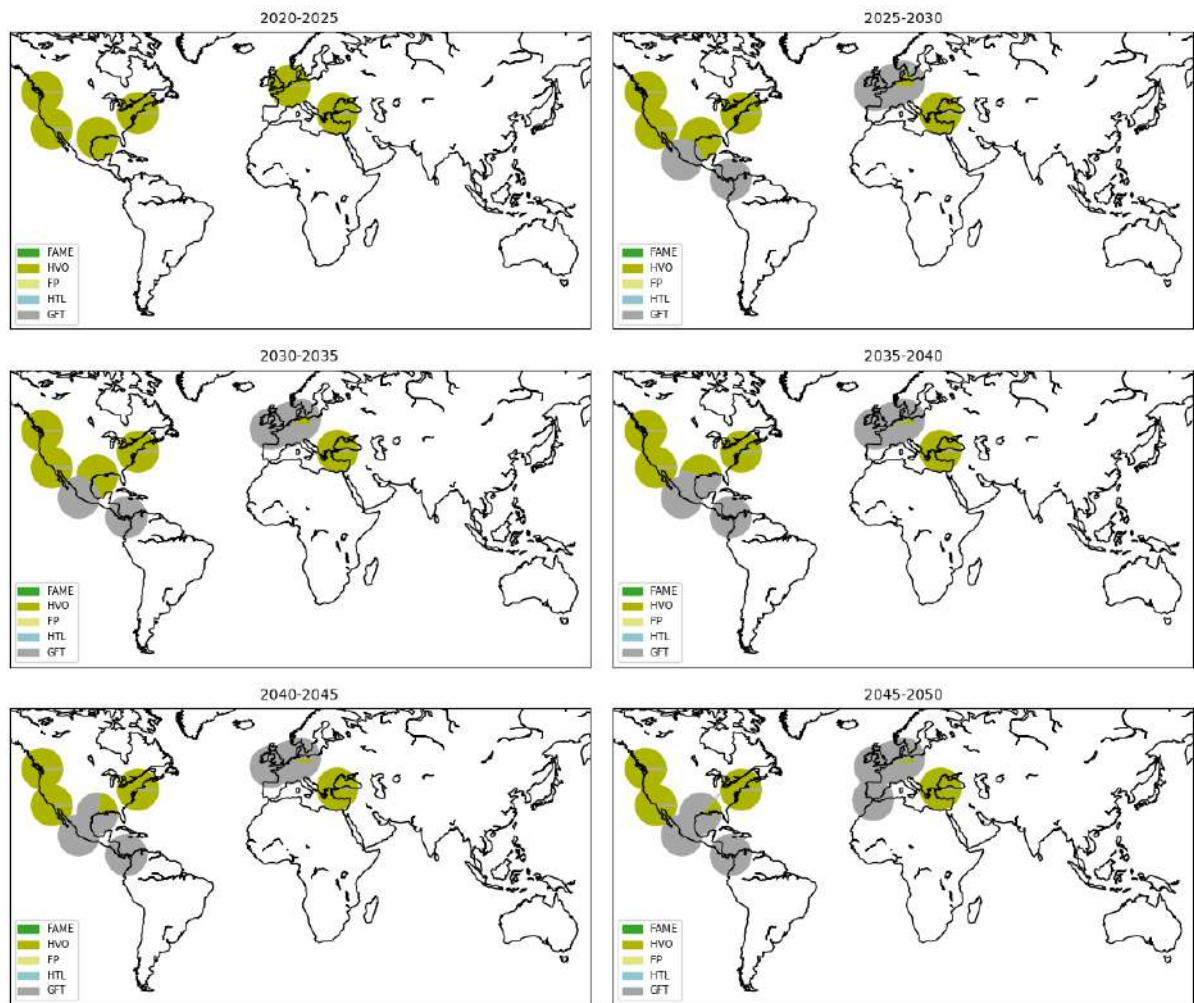 2020-2025
2025-2030
FAME
HVO
FP
HTL
GFT
FAME
HVO
FP
HTL
GFT
2030-2035
2035-2040
FAME
HVO
FP
HTL
GFT
FAME
HVO
FP
HTL
GFT
2040-2045
2045-2050
FAME
HVO
FP
HTL
GFT
FAME
HVO
FP
HTL
GFT